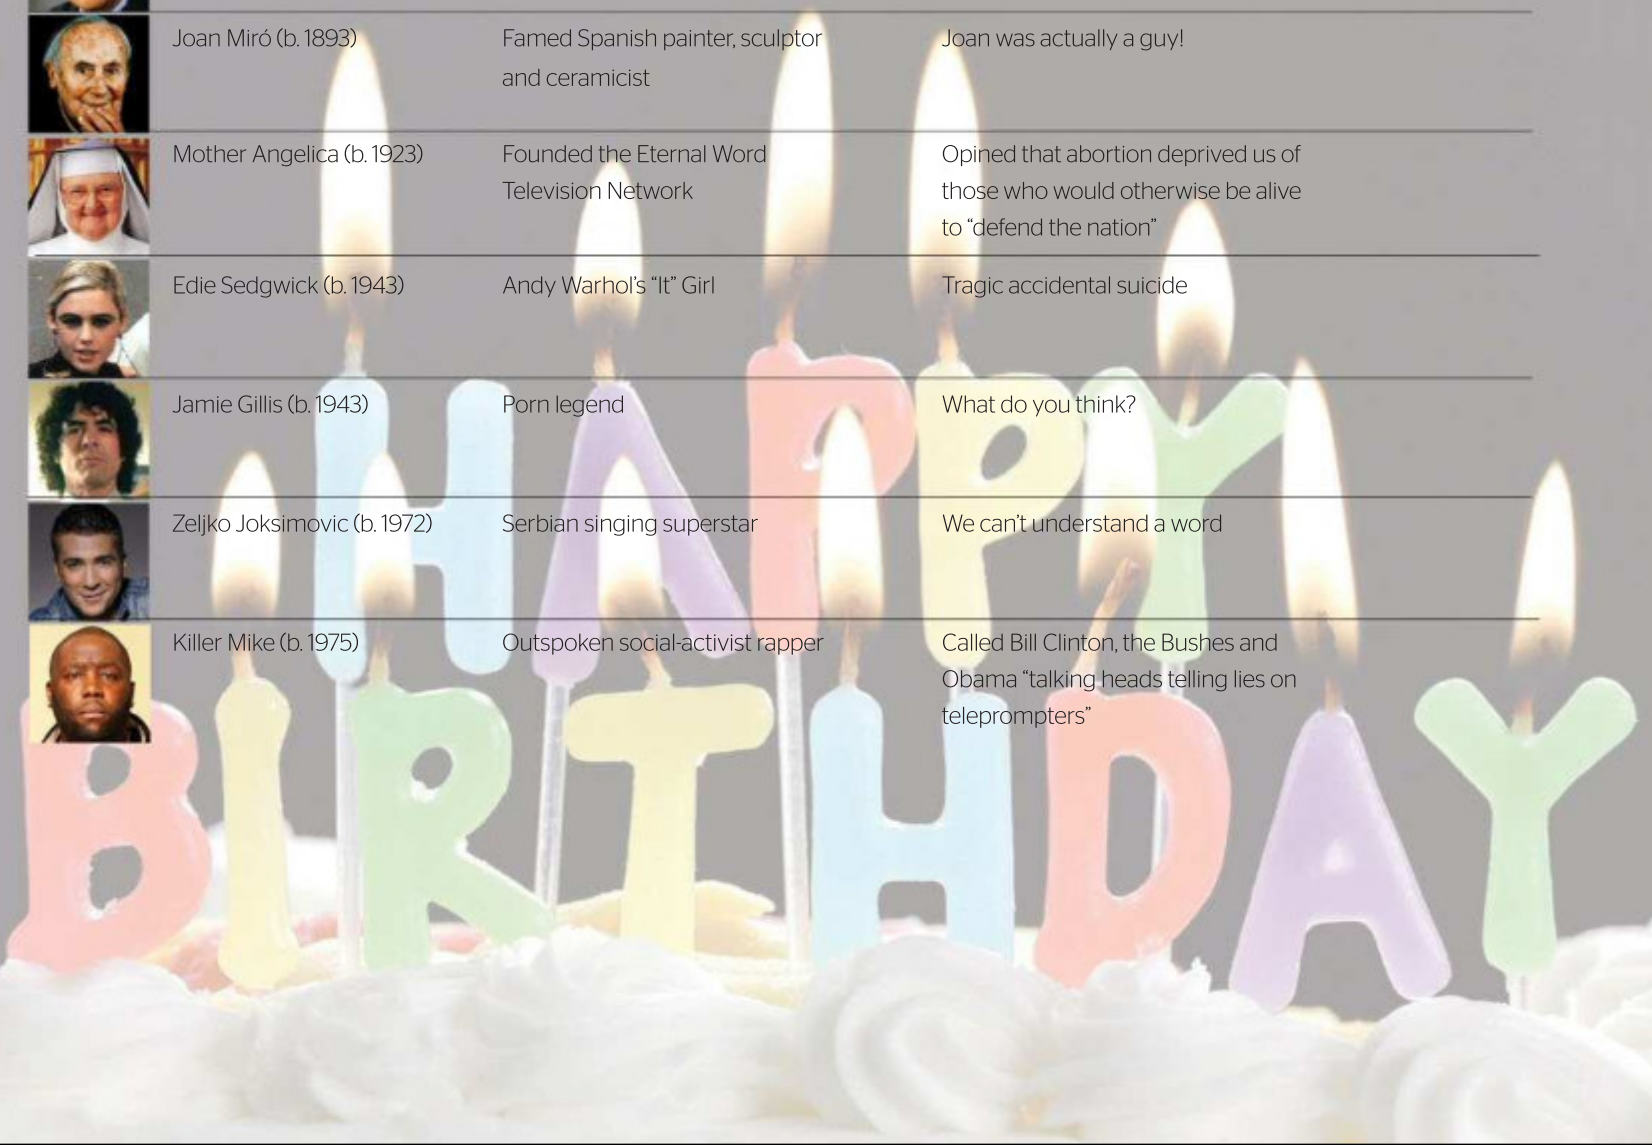 Joan Miró (b. 1893) Famed Spanish painter, sculptor Joan was actually a guy!
and ceramicist
Mother Angelica (b. 1923) Founded the Eternal Word Opined that abortion deprived us of
Television Network those who would otherwise be alive
to “defend the nation”
Edie Sedgwick (b. 1943) Andy Warhol’s “It” Girl Tragic accidental suicide
Jamie Gillis (b. 1943) Porn legend What do you think?
Zeljko Joksimovic (b. 1972) Serbian singing superstar We can’t understand a word
Killer Mike (b. 1975) Outspoken social-activist rapper Called Bill Clinton, the Bushes and
Obama “talking heads telling lies on
teleprompters”
HAPPY
BIRTHDAY